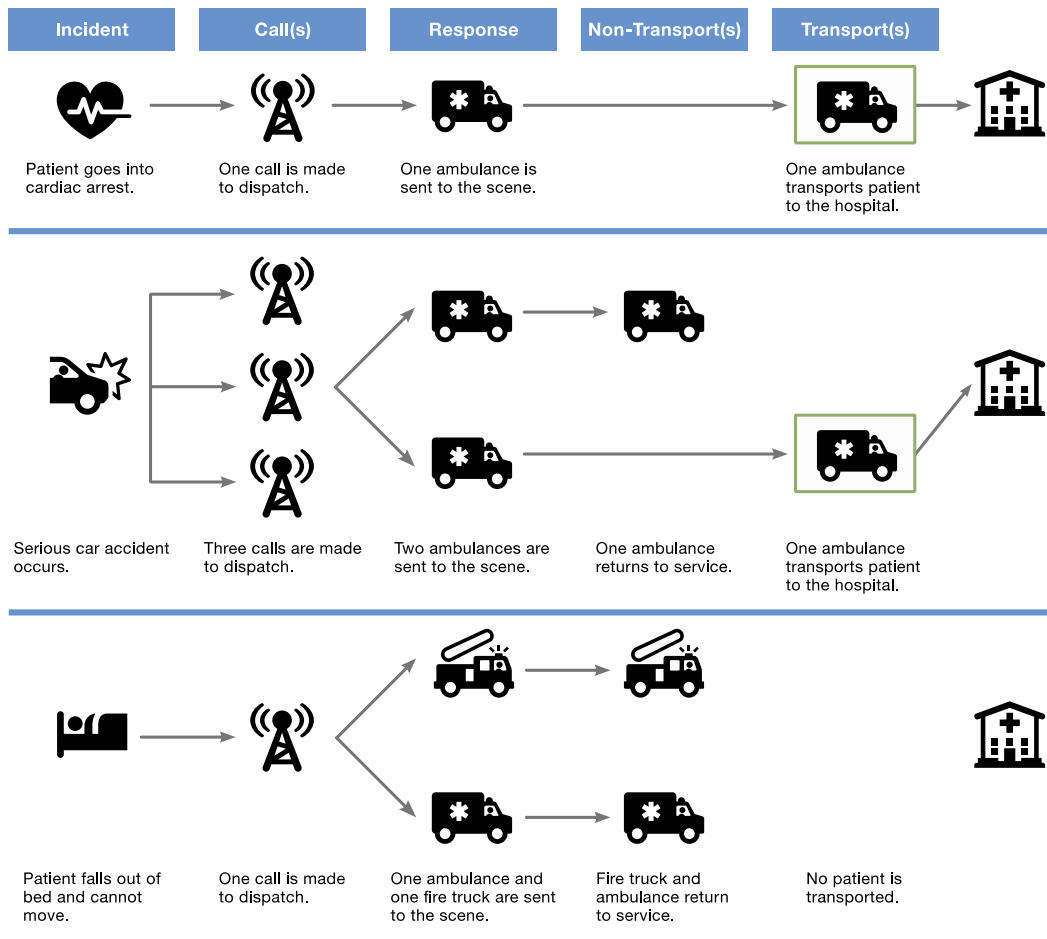 Incident
Call(s)
Response
Non-Transport(s)
Transport(s)
Patient goes into
cardiac arrest.
One call is made
to dispatch.
One ambulance is
sent to the scene.
One ambulance
transports patient
to the hospital.
Serious car accident
occurs.
Three calls are made
to dispatch.
Two ambulances are
sent to the scene.
One ambulance
returns to service.
One ambulance
transports patient
to the hospital.
Patient falls out of
bed and cannot
move.
One call is made
to dispatch.
One ambulance and
one fire truck are sent
to the scene.
Fire truck and
ambulance return
to service.
No patient is
transported.